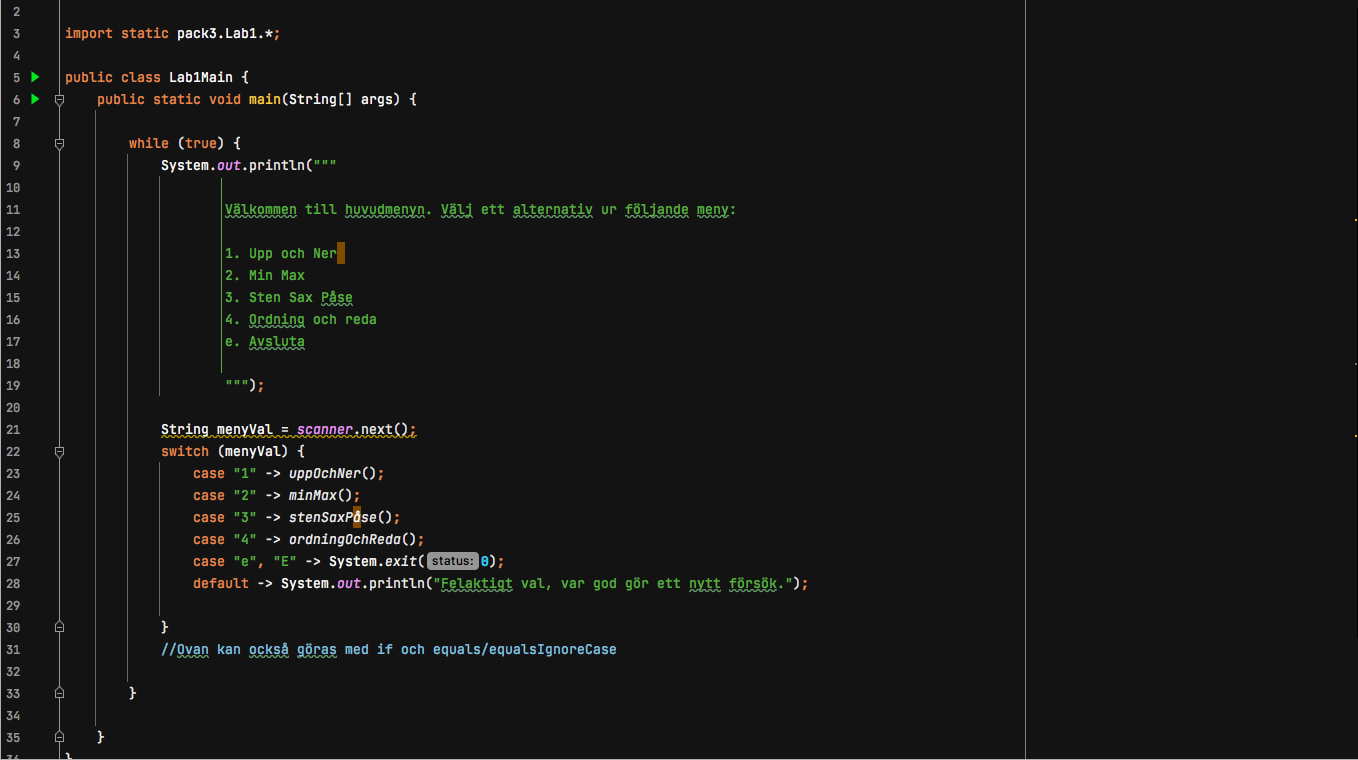 2
3 import static pack3.Lab1.*;
4
5 public class Lab1Main {
6 public static void main(String[] args) {
7
8 while (true) {
9 System.out.println("""
10
11 Välkommen till huvudmenyn. Välj ett alternativ ur följande meny:
12
13 1. Upp och Ner
14 2. Min Max
15 3. Sten Sax Påse
16 4. Ordning och reda
17 e. Avsluta
18
19 """);
20
21 String menyVal = scanner.next();
22 switch (menyVal) {
23 case "1" -> uppOchNer();
24 case "2" -> minMax();
25 case "3" -> stenSaxPåse();
26 case "4" -> ordningOchReda();
27 case "e", "E" -> System.exit( status: 0);
28 default -> System.out.println("Felaktigt val, var god gör ett nytt försök.");
29
30 }
31 //Ovan kan också göras med if och equals/equalsIgnoreCase
32
33 }
34
35 }
36 }